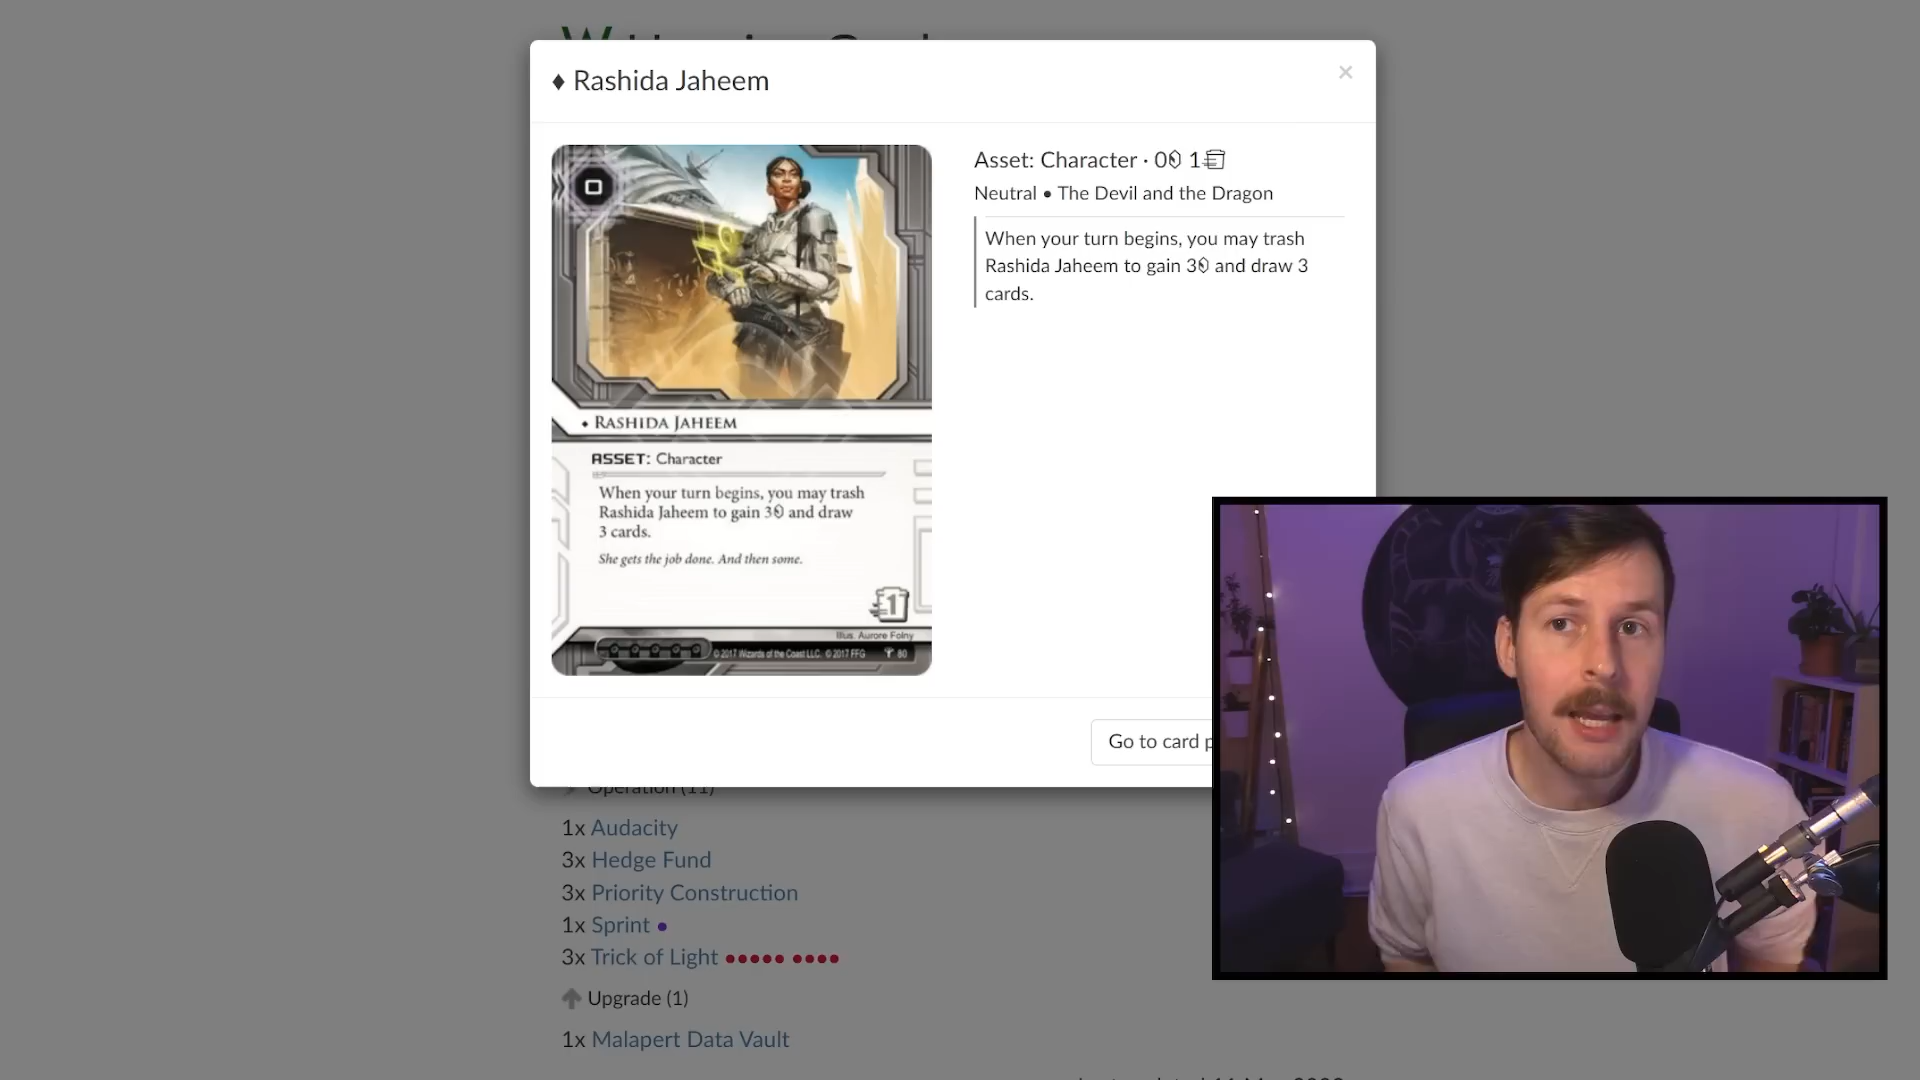 ♦ Rashida Jaheem
×
RASHIDA JAHEEM
ASSET: Character
When your turn begins, you may trash
Rashida Jaheem to gain 3 and draw
3 cards.
She gets the job done. And then some.
1
Illus. Aurore Folny
© 2017 Wizards of the Coast LLC. © 2017 FFG 80
Asset: Character · 0 1
Neutral • The Devil and the Dragon
When your turn begins, you may trash
Rashida Jaheem to gain 3 and draw 3
cards.
Go to card p
Operation (11)
1x Audacity
3x Hedge Fund
3x Priority Construction
1x Sprint •
3x Trick of Light ••••• ••••
Upgrade (1)
1x Malapert Data Vault